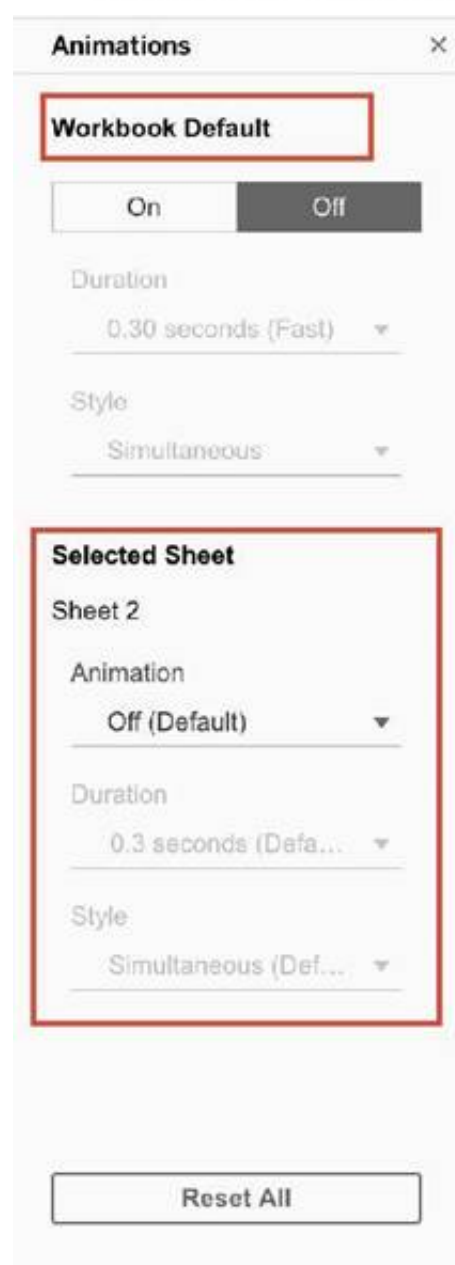 Animations ×
Workbook Default
On Off
Duration
0.30 seconds (Fast)
Style
Simultaneous
Selected Sheet
Sheet 2
Animation
Off (Default)
Duration
0.3 seconds (Defa...
Style
Simultaneous (Def...
Reset All